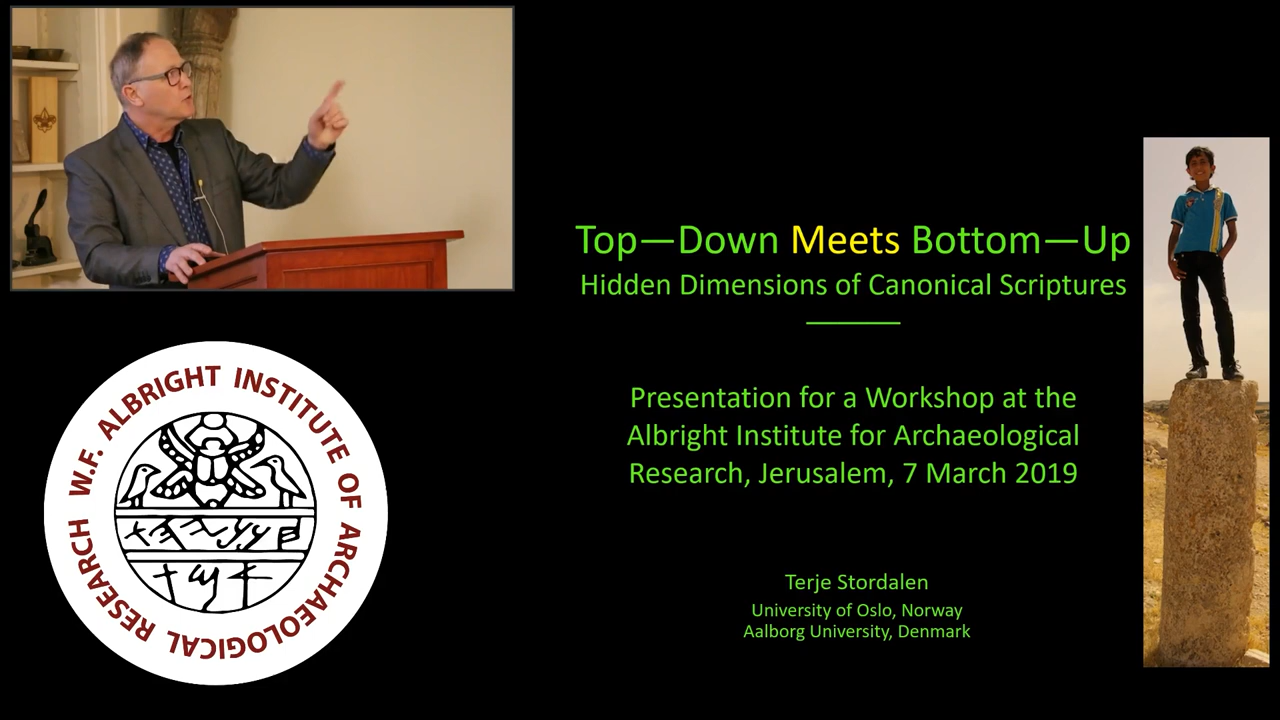 Top—Down Meets Bottom—Up
Hidden Dimensions of Canonical Scriptures
Presentation for a Workshop at the
Albright Institute for Archaeological
Research, Jerusalem, 7 March 2019
Terje Stordalen
University of Oslo, Norway
Aalborg University, Denmark
W.F. ALBRIGHT INSTITUTE OF ARCHAEOLOGICAL RESEARCH